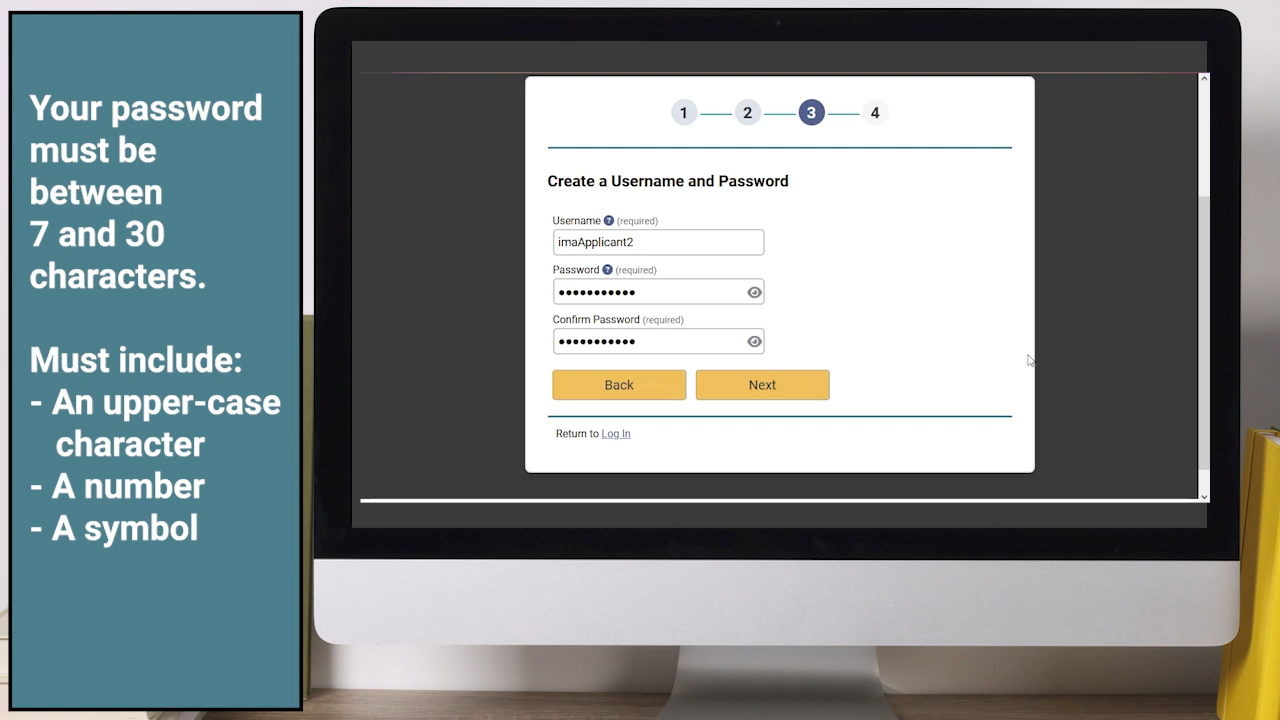 Your password
must be
between
7 and 30
characters.
Must include:
- An upper-case
character
- A number
- A symbol
1 2 3 4
Create a Username and Password
Username ? (required)
imaApplicant2
Password ? (required)
•••••••••••
Confirm Password (required)
•••••••••••
Back Next
Return to Log In